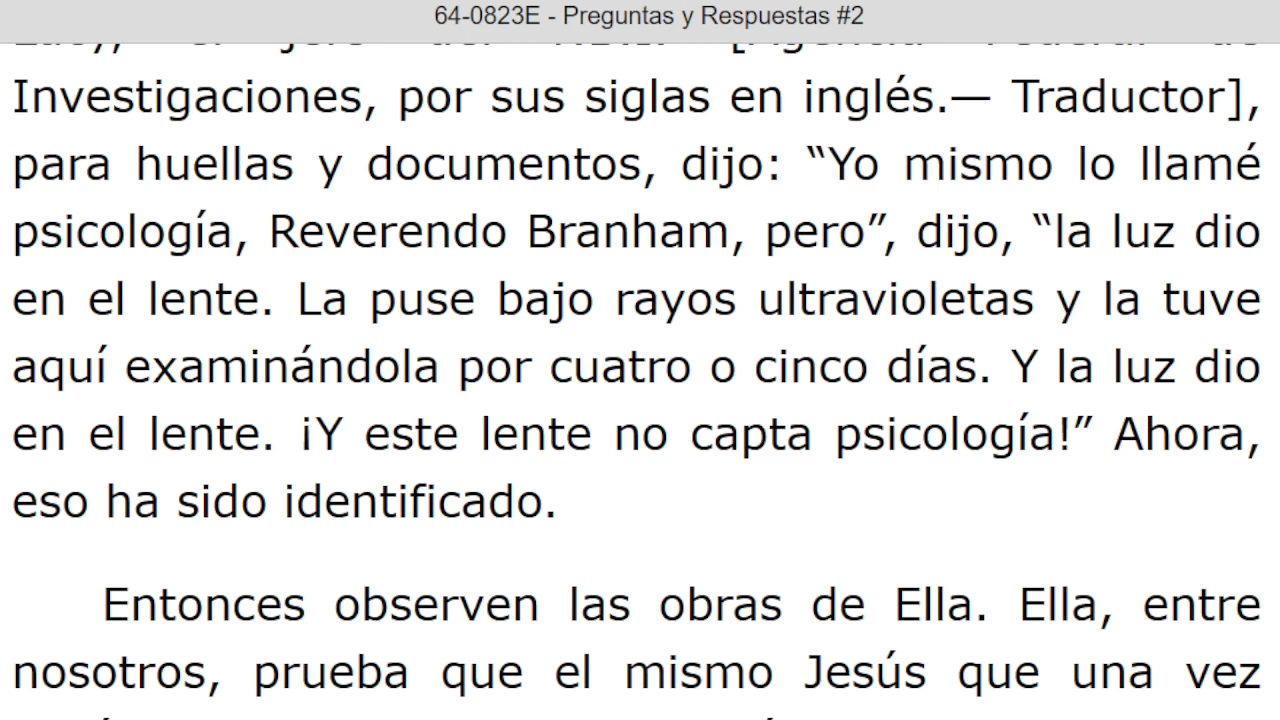 64-0823E - Preguntas y Respuestas #2
Investigaciones, por sus siglas en inglés.— Traductor],
para huellas y documentos, dijo: “Yo mismo lo llamé
psicología, Reverendo Branham, pero”, dijo, “la luz dio
en el lente. La puse bajo rayos ultravioletas y la tuve
aquí examinándola por cuatro o cinco días. Y la luz dio
en el lente. ¡Y este lente no capta psicología!” Ahora,
eso ha sido identificado.
Entonces observen las obras de Ella. Ella, entre
nosotros, prueba que el mismo Jesús que una vez